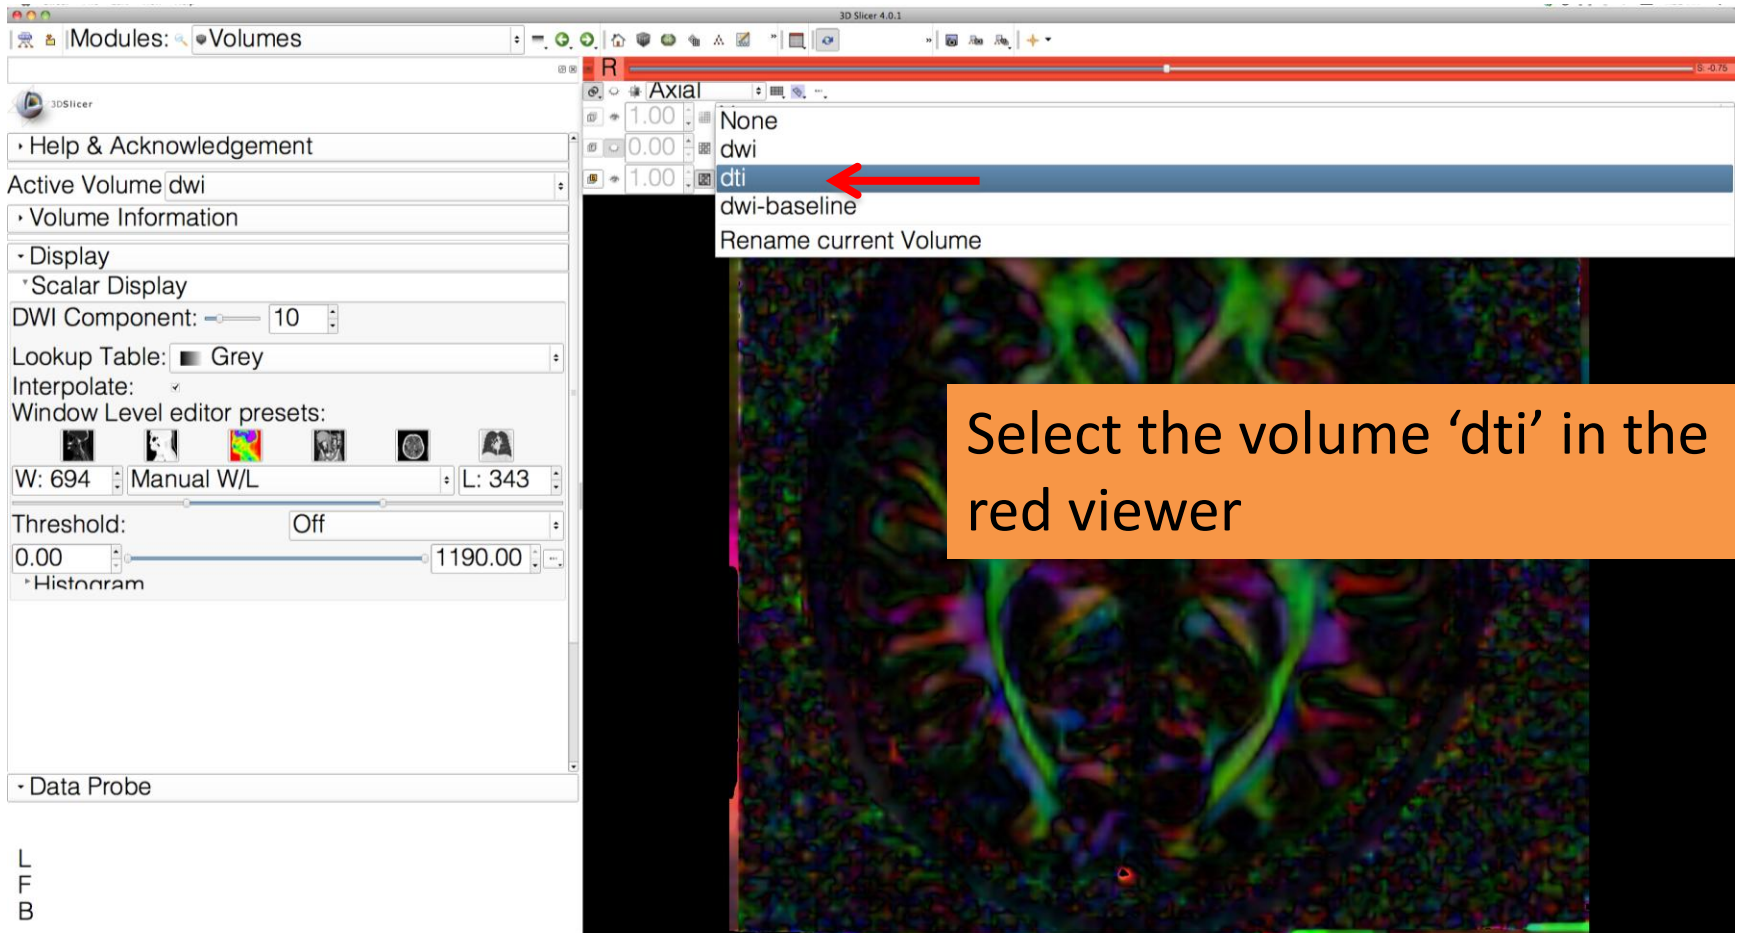 3D Slicer 4.0.1
Modules: Volumes
R
S: -0.75
Axial
3DSlicer
1.00
None
Help & Acknowledgement
0.00
dwi
Active Volume dwi
1.00
dti
Volume Information
dwi-baseline
Rename current Volume
Display
Scalar Display
DWI Component: 10
Lookup Table: Grey
Interpolate:
Window Level editor presets:
W: 694 Manual W/L L: 343
Threshold: Off
0.00 1190.00
Histogram
Select the volume ‘dti’ in the
red viewer
Data Probe
L
F
B